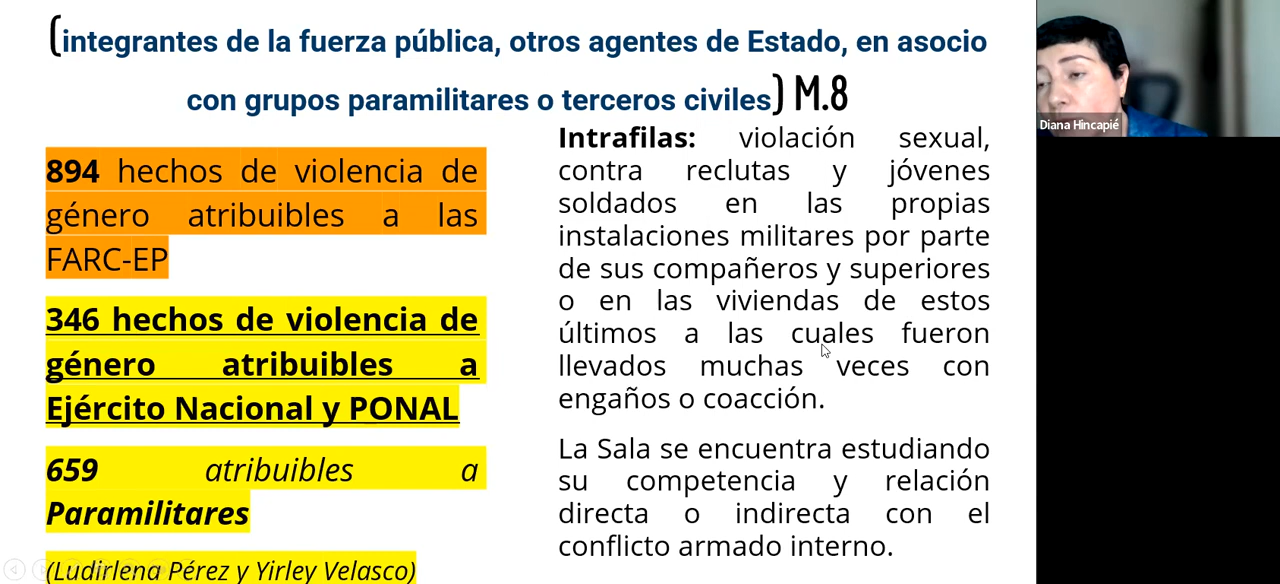 (integrantes de la fuerza pública, otros agentes de Estado, en asocio
con grupos paramilitares o terceros civiles) M.8
894 hechos de violencia de
género atribuibles a las
FARC-EP
346 hechos de violencia de
género atribuibles a
Ejército Nacional y PONAL
659 atribuibles a
Paramilitares
(Ludirlena Pérez y Yirley Velasco)
Intrafilas: violación sexual,
contra reclutas y jóvenes
soldados en las propias
instalaciones militares por parte
de sus compañeros y superiores
o en las viviendas de estos
últimos a las cuales fueron
llevados muchas veces con
engaños o coacción.
La Sala se encuentra estudiando
su competencia y relación
directa o indirecta con el
conflicto armado interno.
Diana Hincapié